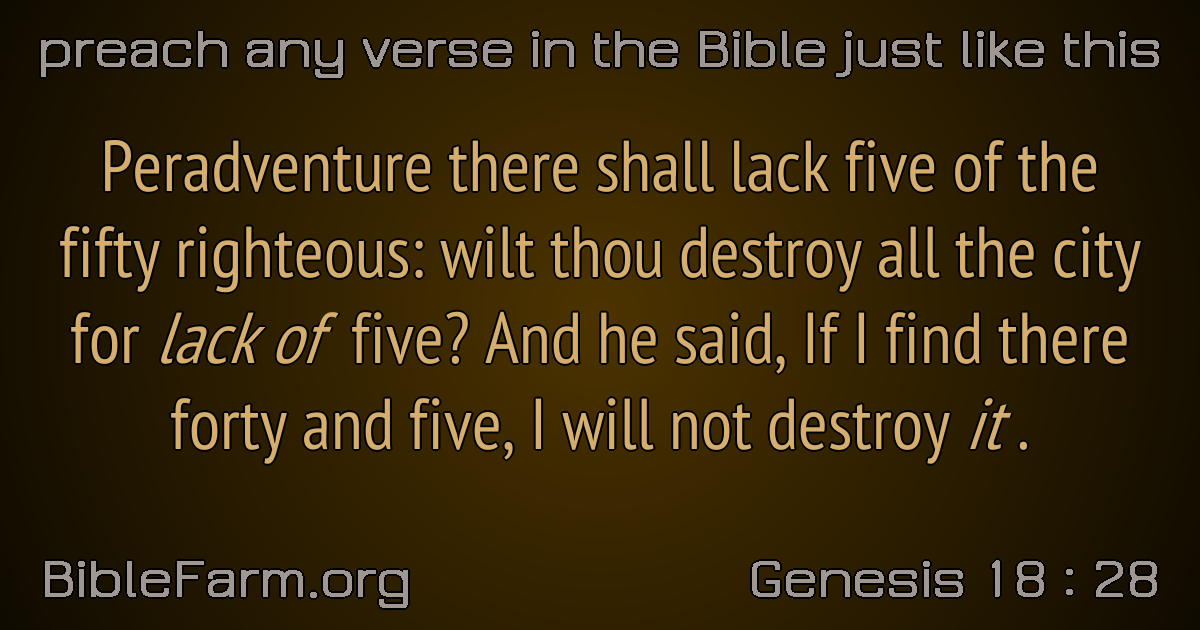 preach any verse in the Bible just like this
Peradventure there shall lack five of the
fifty righteous: wilt thou destroy all the city
for lack of five? And he said, If I find there
forty and five, I will not destroy it .
BibleFarm.org
Genesis 18 : 28